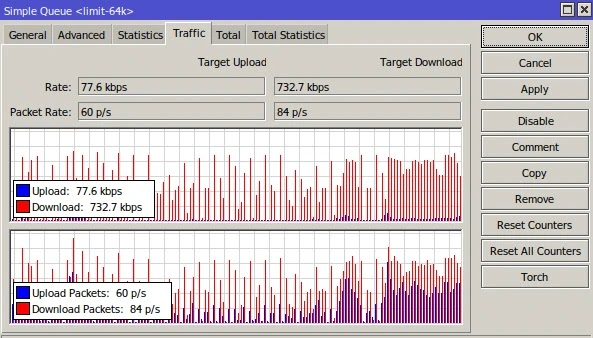 Simple Queue <limit-64k>
General Advanced Statistics Traffic Total Total Statistics
Target Upload Target Download
Rate: 77.6 kbps 732.7 kbps
Packet Rate: 60 p/s 84 p/s
Upload: 77.6 kbps
Download: 732.7 kbps
Upload Packets: 60 p/s
Download Packets: 84 p/s
OK
Cancel
Apply
Disable
Comment
Copy
Remove
Reset Counters
Reset All Counters
Torch